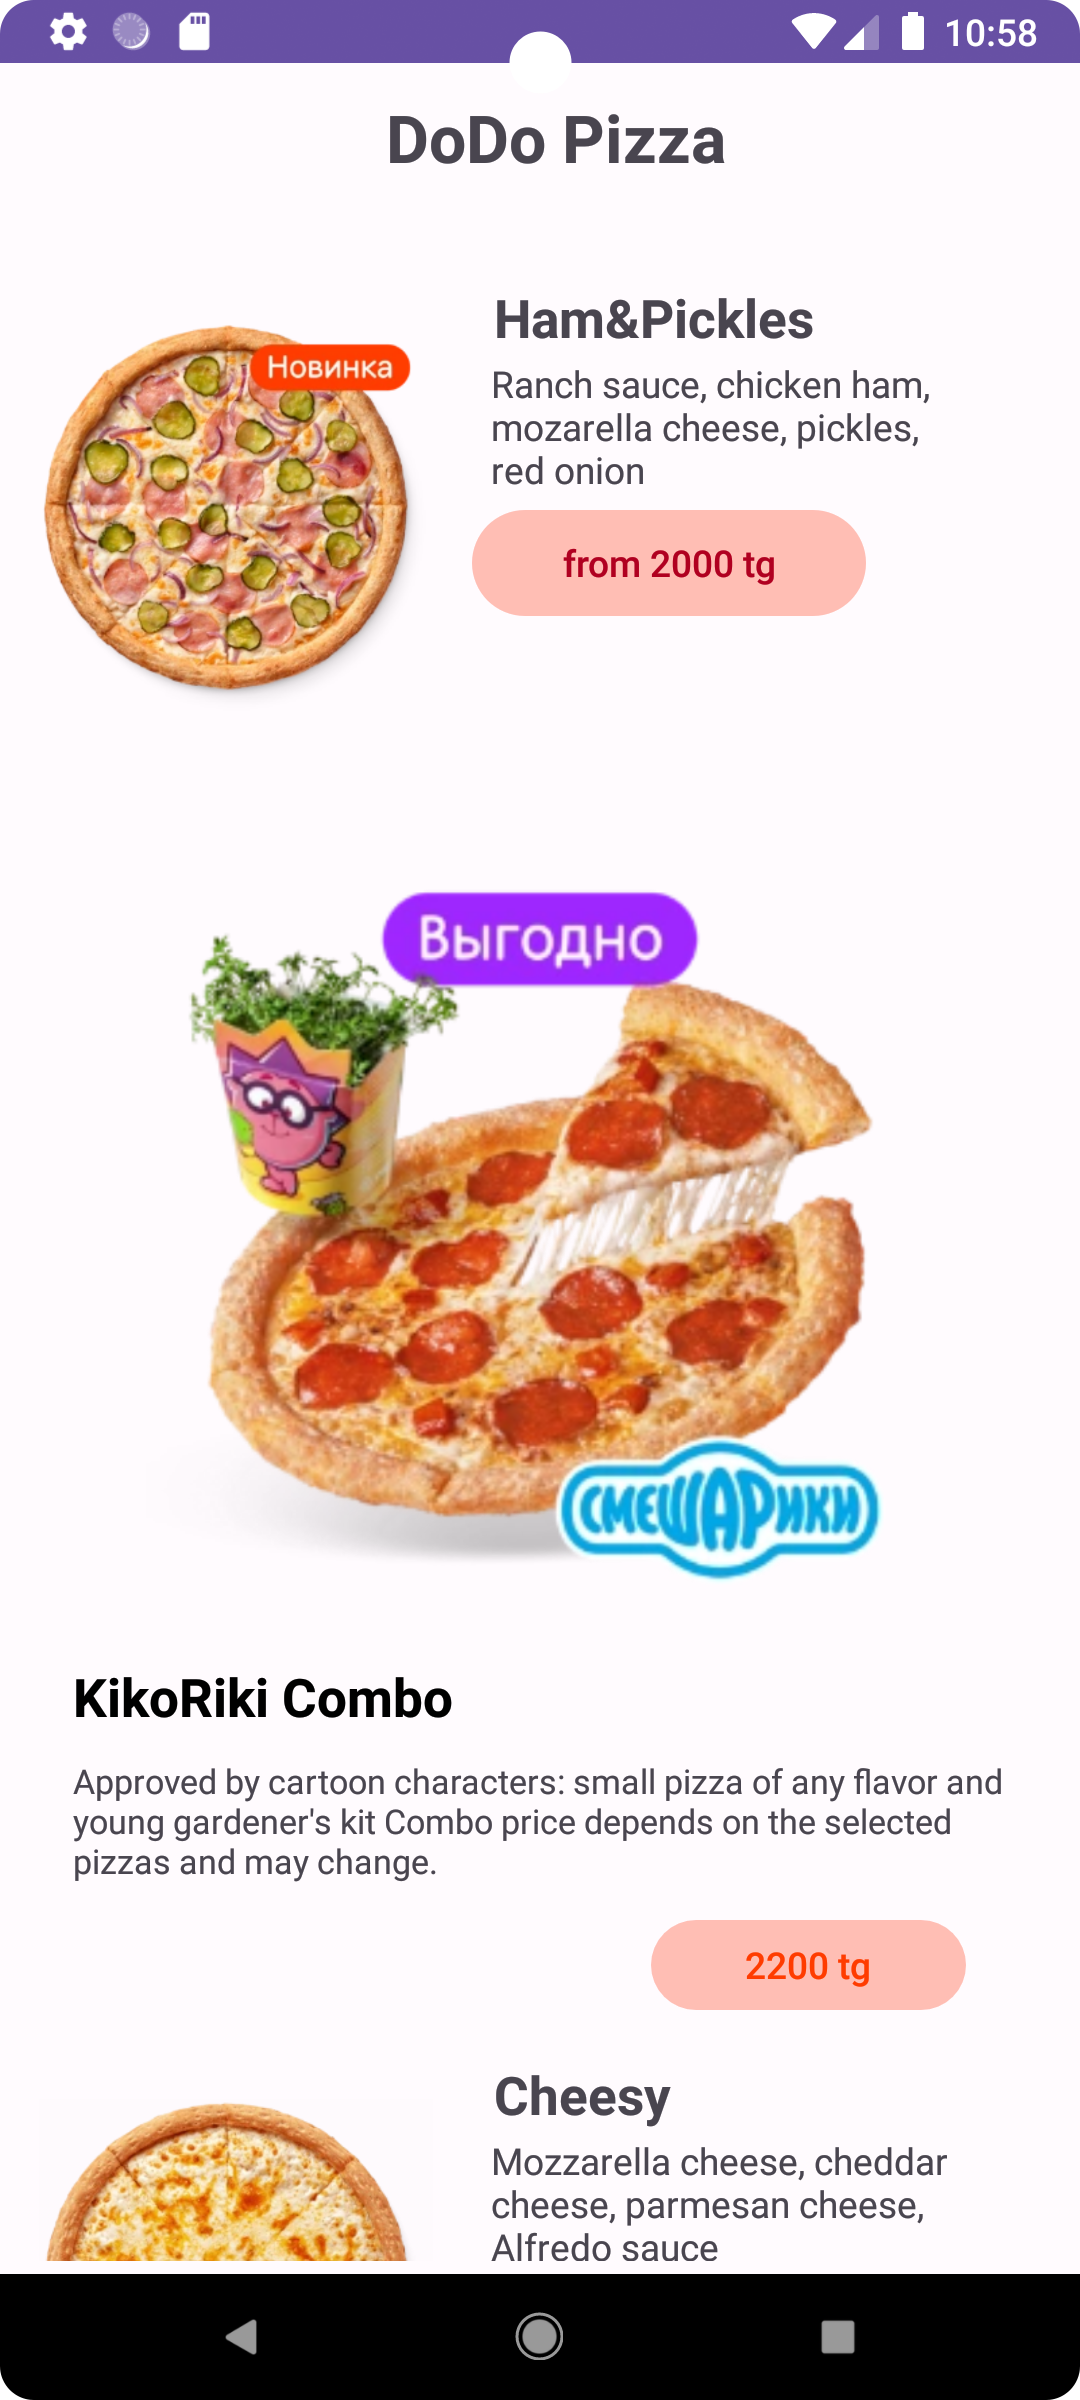 10:58
DoDo Pizza
Новинка
Ham&Pickles
Ranch sauce, chicken ham,
mozarella cheese, pickles,
red onion
from 2000 tg
Выгодно
СМЕШАРИКИ
KikoRiki Combo
Approved by cartoon characters: small pizza of any flavor and
young gardener's kit Combo price depends on the selected
pizzas and may change.
2200 tg
Cheesy
Mozzarella cheese, cheddar
cheese, parmesan cheese,
Alfredo sauce